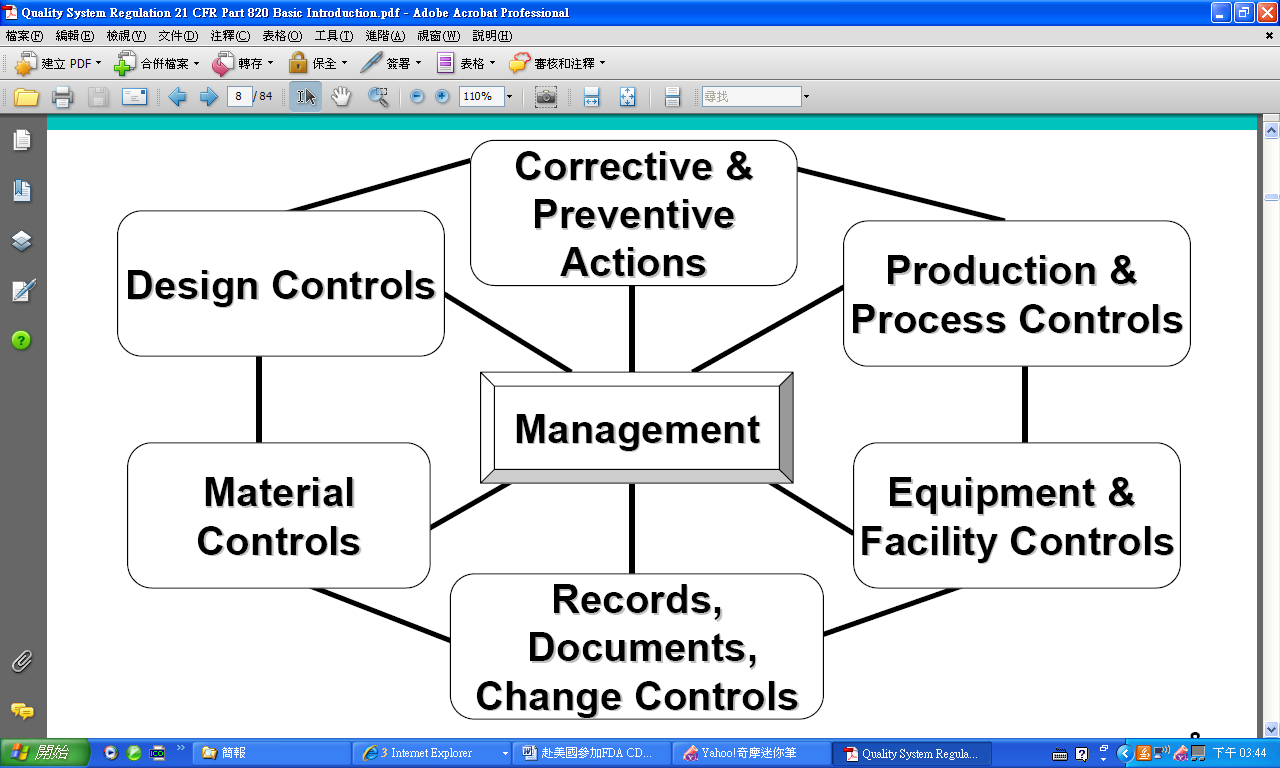 Quality System Regulation 21 CFR Part 820 Basic Introduction.pdf - Adobe Acrobat Professional
檔案(F) 編輯(E) 檢視(V) 文件(D) 注釋(C) 表格(O) 工具(T) 進階(A) 視窗(W) 說明(H)
建立 PDF 合併檔案 轉存 保全 簽署 表格 審核和注釋
8 / 84 110% 尋找
Corrective &
Preventive
Actions
Design Controls
Production &
Process Controls
Management
Material
Controls
Equipment &
Facility Controls
Records,
Documents,
Change Controls
8
開始 簡報 3 Internet Explorer 赴美國參加FDA CD... Yahoo!奇摩迷你筆 Quality System Regula... 下午 03:44